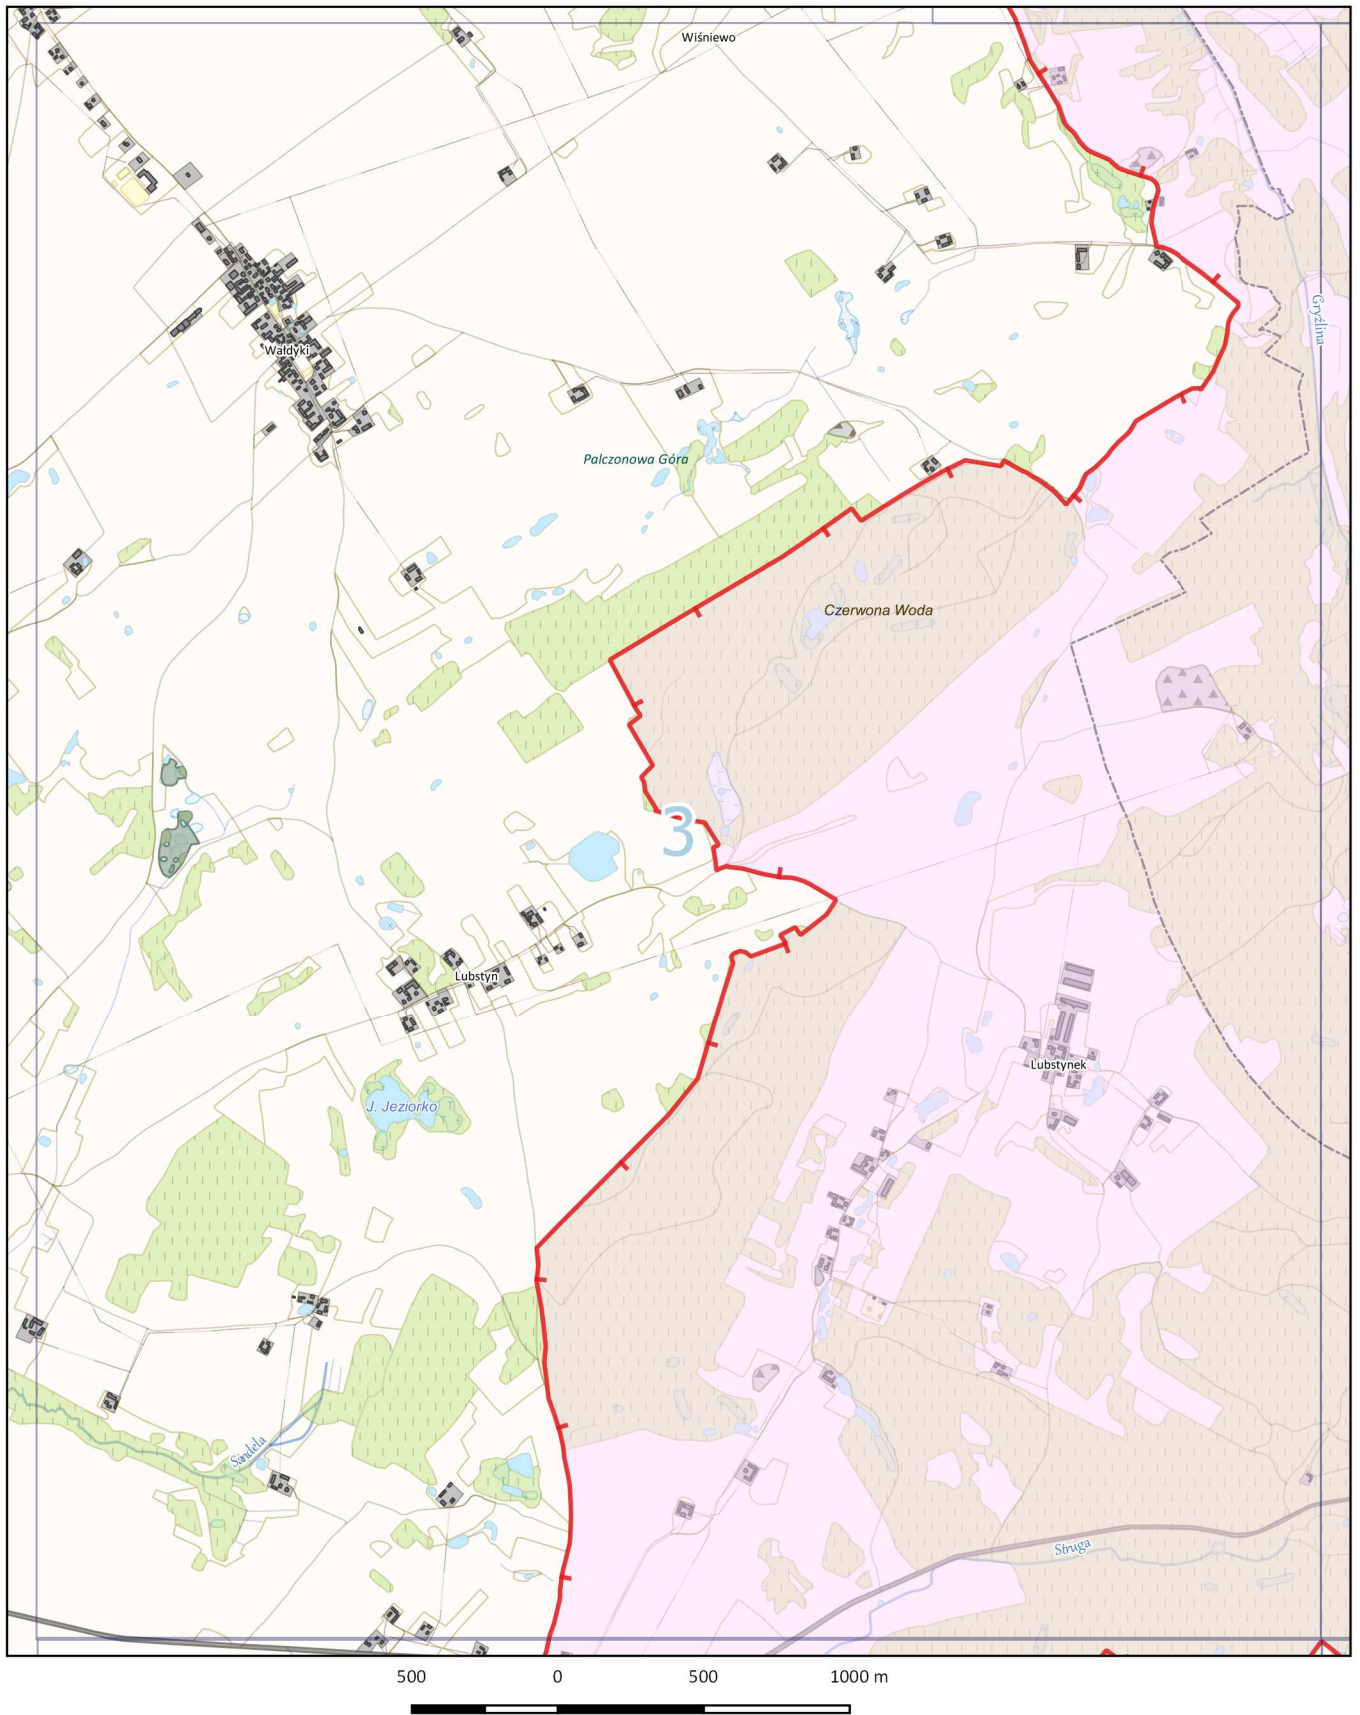 Wiśniewo
Gryźlina
Wałdyki
Palczonowa Góra
Czerwona Woda
3
Lubstyn
Lubstynek
J. Jeziorko
Sandela
Struga
500 0 500 1000 m